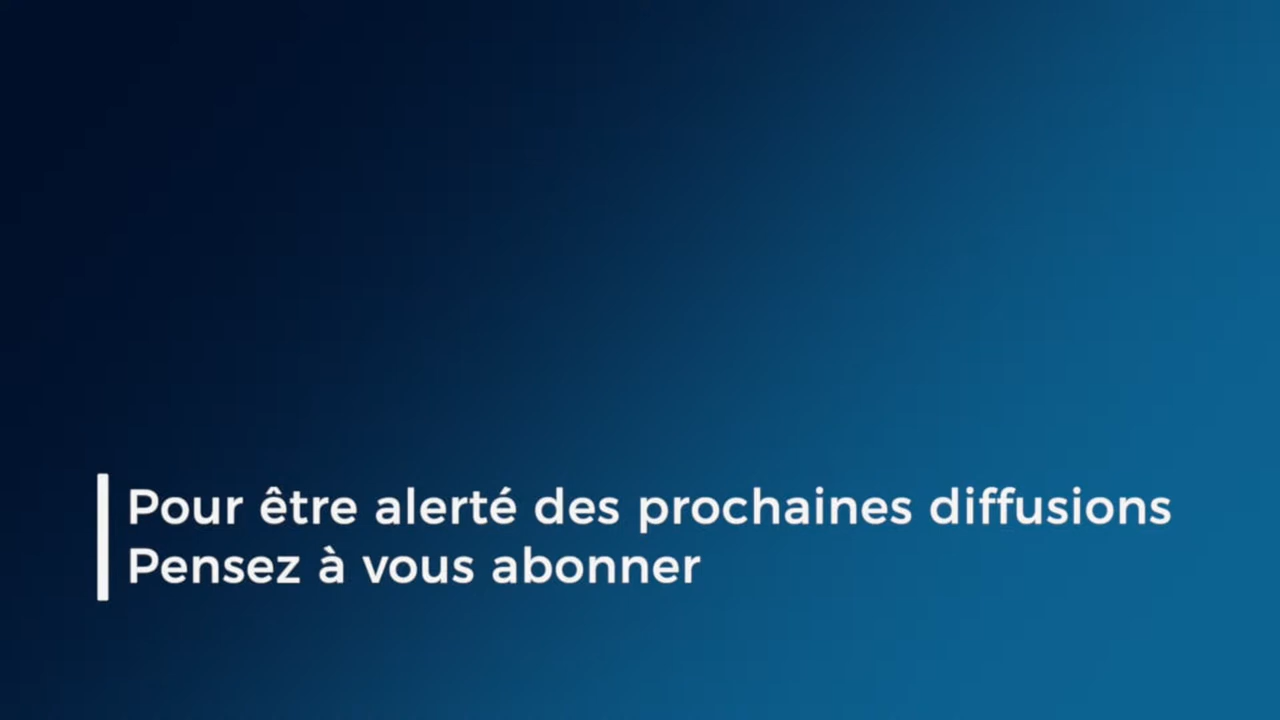 Pour être alerté des prochaines diffusions
Pensez à vous abonner